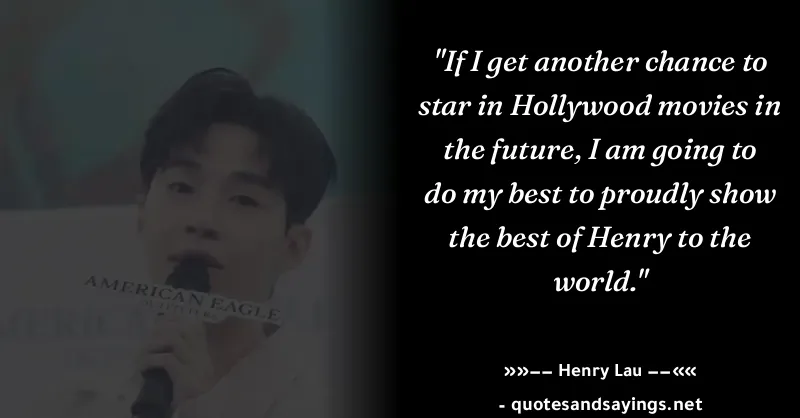 "If I get another chance to
star in Hollywood movies in
the future, I am going to
do my best to proudly show
the best of Henry to the
world."
»»−− Henry Lau −−««
- quotesandsayings.net
AMERICAN EAGLE
OUTFITTERS